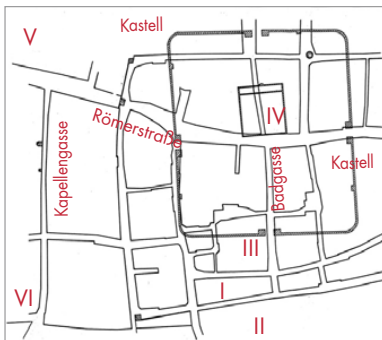 Kastell
V
IV
Römerstraße
Kapellengasse
Badgasse
Kastell
III
VI
I
II